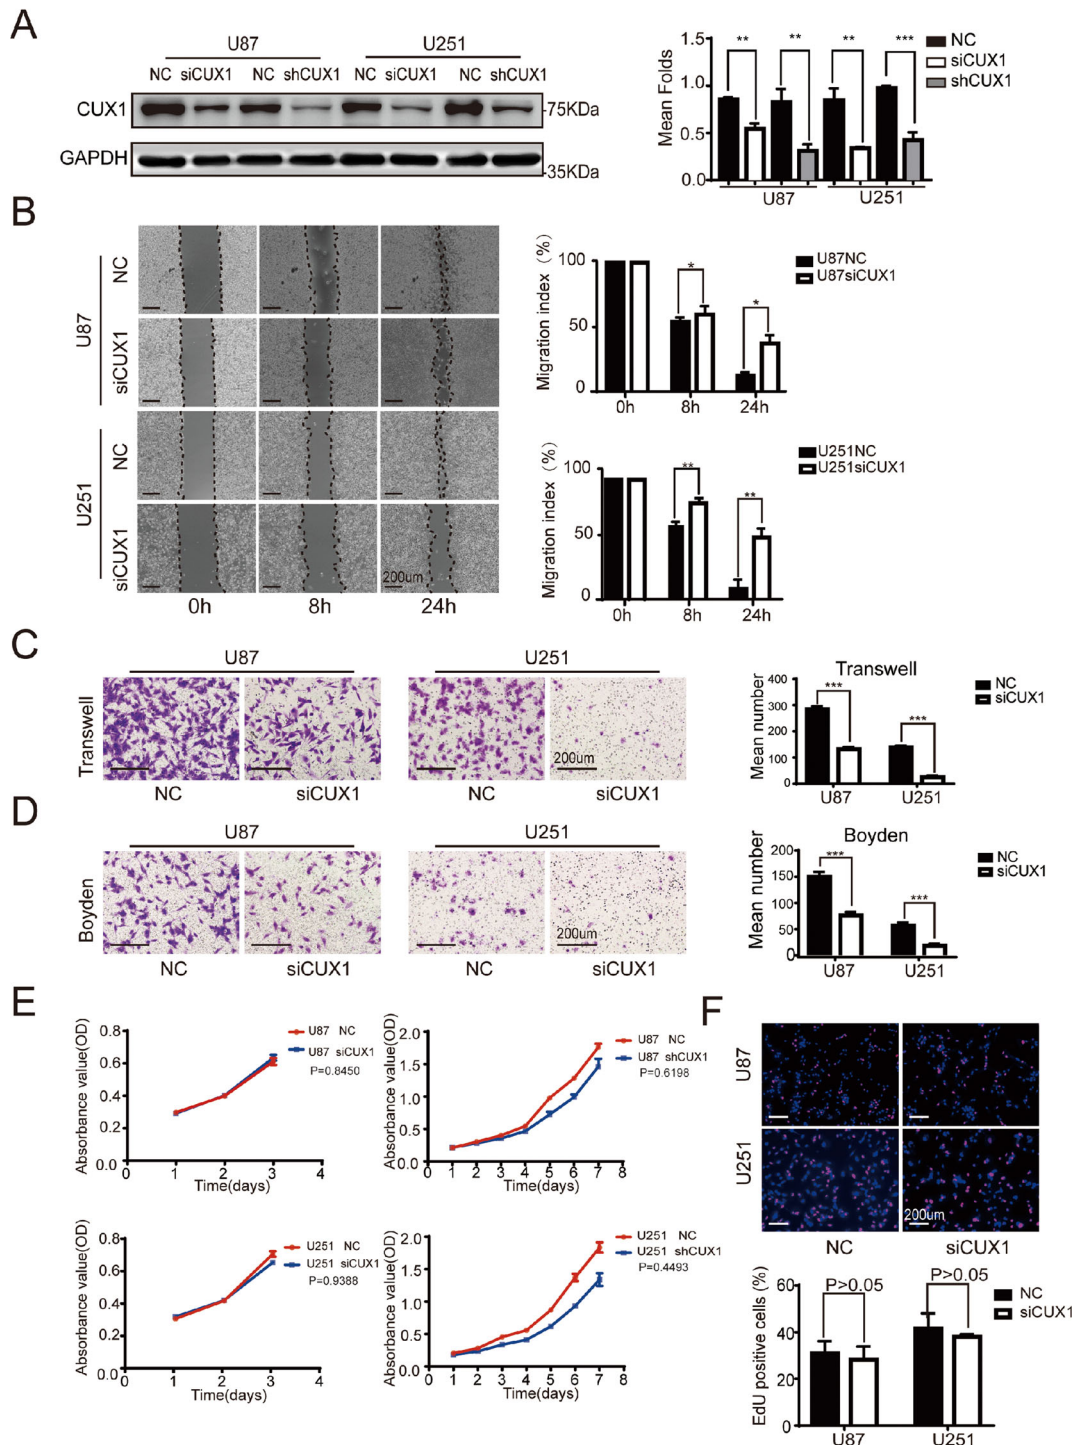 A
U87 U251
NC siCUX1 NC shCUX1 NC siCUX1 NC shCUX1
CUX1
-75KDa
GAPDH
-35KDa
Mean Folds
1.5
1.0
0.5
0.0
** ** ** ***
U87 U251
NC
siCUX1
shCUX1
B
U87
NC
siCUX1
U251
NC
siCUX1
200um
0h 8h 24h
Migration index (%)
100
50
0
* *
0h 8h 24h
U87NC
U87siCUX1
Migration index (%)
100
50
0
** **
0h 8h 24h
U251NC
U251siCUX1
C
U87 U251
Transwell
200um
NC siCUX1 NC siCUX1
Transwell
Mean number
400
300
200
100
0
*** ***
U87 U251
NC
siCUX1
D
U87 U251
Boyden
200um
NC siCUX1 NC siCUX1
Boyden
Mean number
200
150
100
50
0
*** ***
U87 U251
NC
siCUX1
E
Absorbance value(OD)
0.8
0.6
0.4
0.2
0.0
0 1 2 3 4
Time(days)
U87 NC
U87 siCUX1
P=0.8450
Absorbance value(OD)
2.0
1.5
1.0
0.5
0.0
0 1 2 3 4 5 6 7 8
Time(days)
U87 NC
U87 shCUX1
P=0.6198
Absorbance value(OD)
0.8
0.6
0.4
0.2
0.0
0 1 2 3 4
Time(days)
U251 NC
U251 siCUX1
P=0.9388
Absorbance value(OD)
2.0
1.5
1.0
0.5
0.0
0 1 2 3 4 5 6 7 8
Time(days)
U251 NC
U251 shCUX1
P=0.4493
F
U87
U251
200um
NC siCUX1
EdU positive cells (%)
60
40
20
0
P>0.05 P>0.05
U87 U251
NC
siCUX1